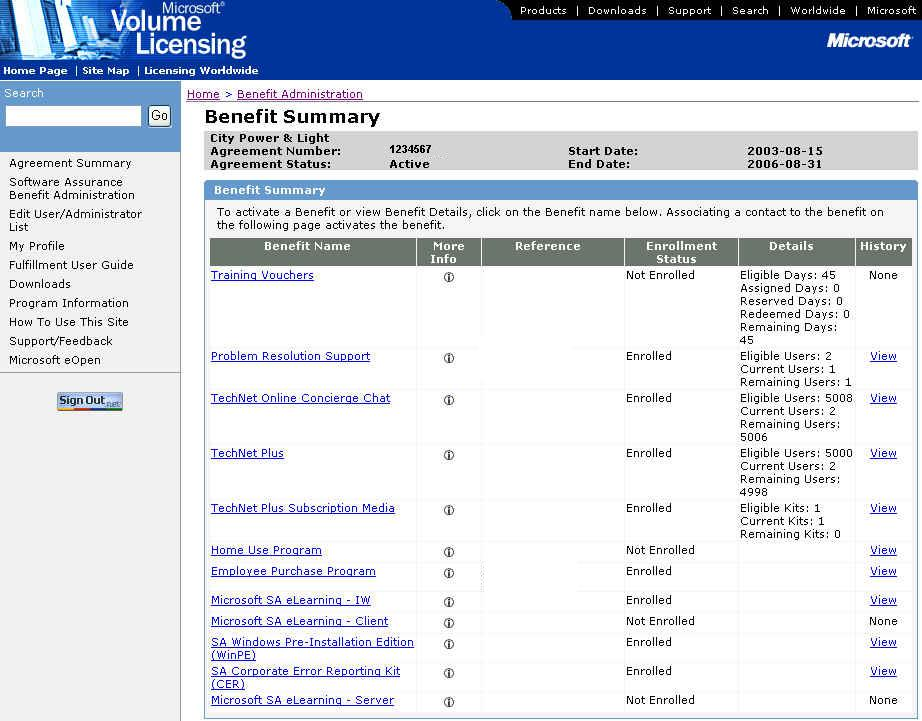 Microsoft®
Volume
Licensing
Products | Downloads | Support | Search | Worldwide | Microsoft
Microsoft
Home Page | Site Map | Licensing Worldwide
Search
Go
Agreement Summary
Software Assurance
Benefit Administration
Edit User/Administrator
List
My Profile
Fulfillment User Guide
Downloads
Program Information
How To Use This Site
Support/Feedback
Microsoft eOpen
Sign Out .net
Home > Benefit Administration
Benefit Summary
City Power & Light
Agreement Number: 1234567 Start Date: 2003-08-15
Agreement Status: Active End Date: 2006-08-31
Benefit Summary
To activate a Benefit or view Benefit Details, click on the Benefit name below. Associating a contact to the benefit on
the following page activates the benefit.
Benefit Name More Info Reference Enrollment Status Details History
Training Vouchers Not Enrolled Eligible Days: 45 None
Assigned Days: 0
Reserved Days: 0
Redeemed Days: 0
Remaining Days:
45
Problem Resolution Support Enrolled Eligible Users: 2 View
Current Users: 1
Remaining Users: 1
TechNet Online Concierge Chat Enrolled Eligible Users: 5008 View
Current Users: 2
Remaining Users:
5006
TechNet Plus Enrolled Eligible Users: 5000 View
Current Users: 2
Remaining Users:
4998
TechNet Plus Subscription Media Enrolled Eligible Kits: 1 View
Current Kits: 1
Remaining Kits: 0
Home Use Program Not Enrolled View
Employee Purchase Program Enrolled View
Microsoft SA eLearning - IW Enrolled View
Microsoft SA eLearning - Client Not Enrolled None
SA Windows Pre-Installation Edition Enrolled View
(WinPE)
SA Corporate Error Reporting Kit Enrolled View
(CER)
Microsoft SA eLearning - Server Not Enrolled None